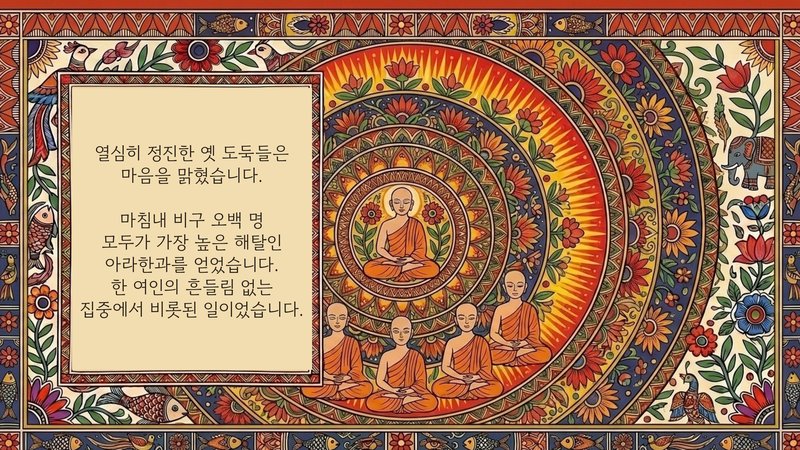 열심히 정진한 옛 도둑들은
마음을 맑혔습니다.
마침내 비구 오백 명
모두가 가장 높은 해탈인
아라한과를 얻었습니다.
한 여인의 흔들림 없는
집중에서 비롯된 일이었습니다.